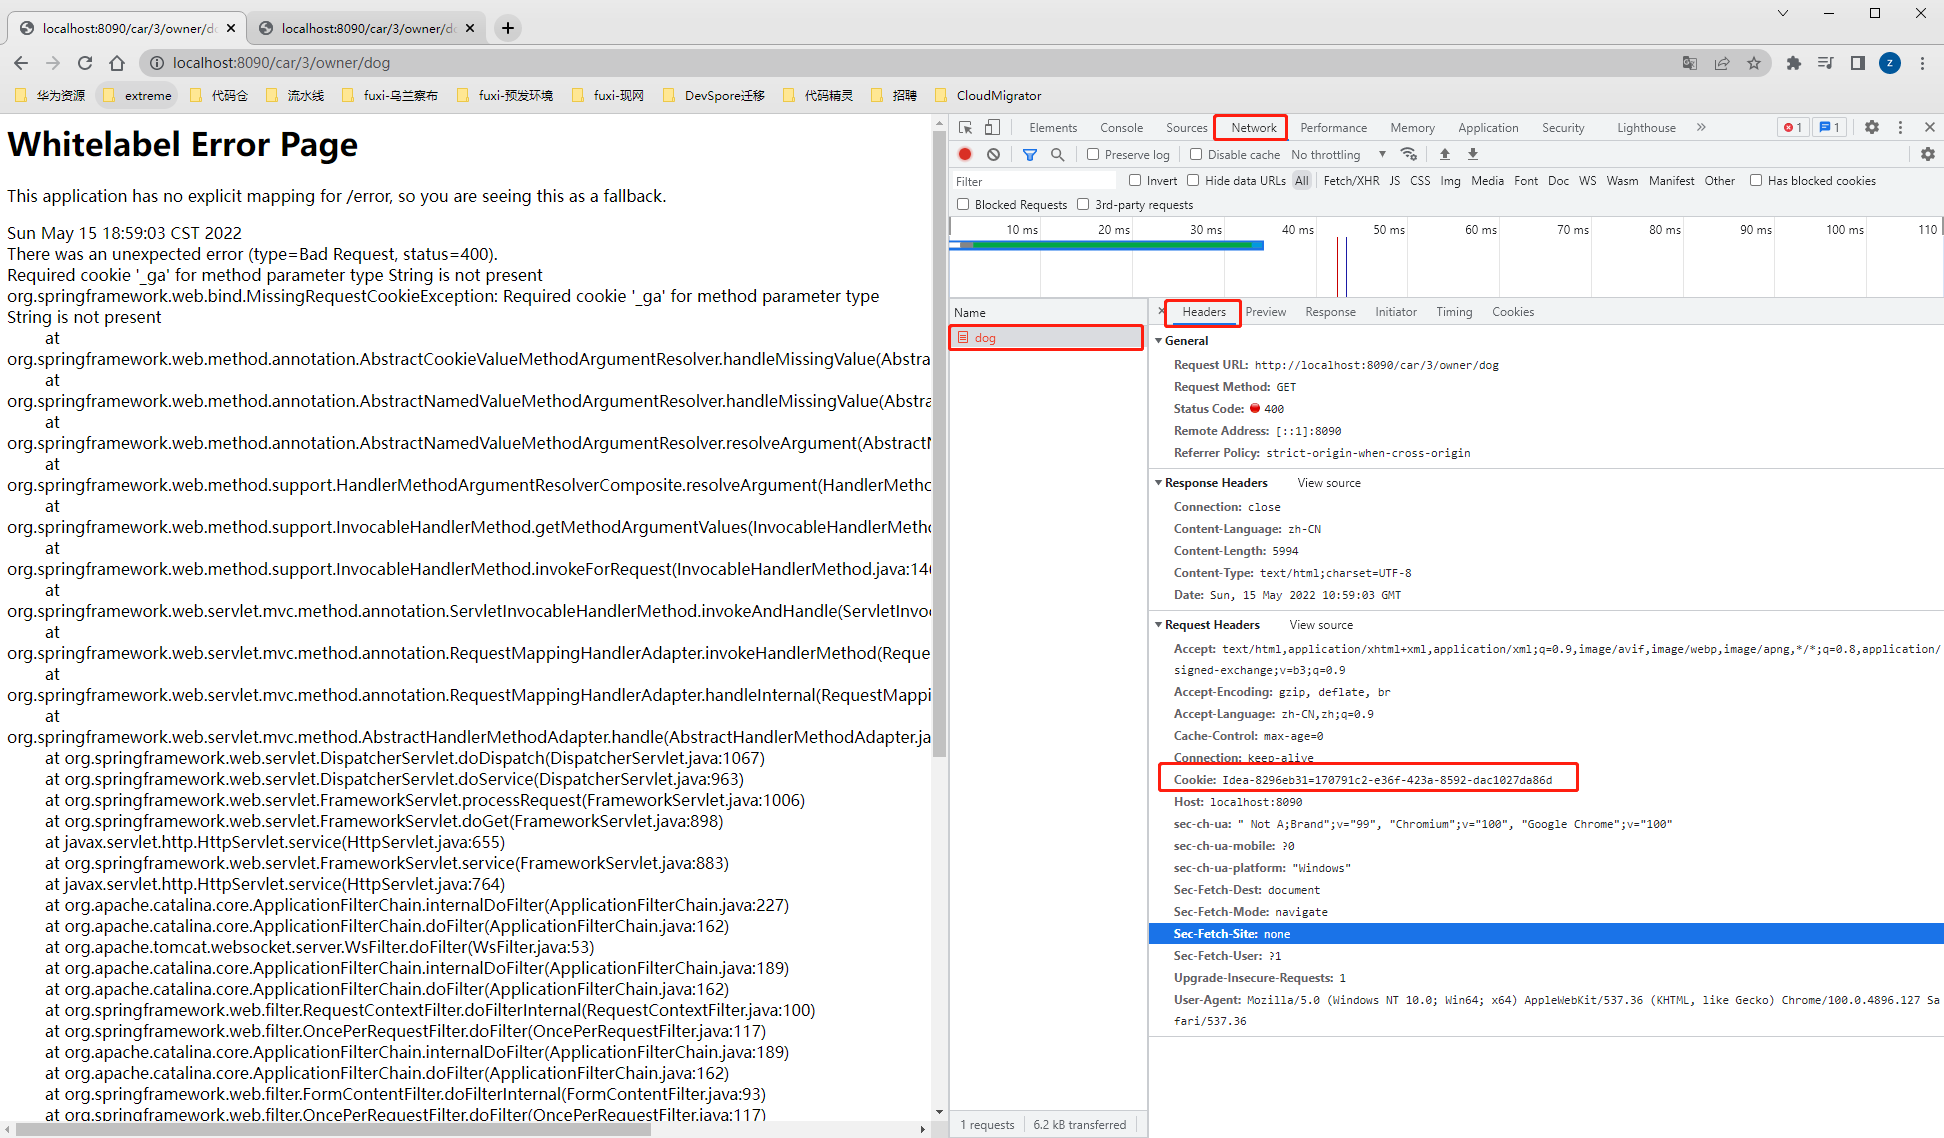 localhost:8090/car/3/owner/do
localhost:8090/car/3/owner/do
localhost:8090/car/3/owner/dog
z
华为资源 extreme 代码仓 流水线 fuxi-乌兰察布 fuxi-预发环境 fuxi-现网 DevSpore迁移 代码精灵 招聘 CloudMigrator
Whitelabel Error Page
This application has no explicit mapping for /error, so you are seeing this as a fallback.
Sun May 15 18:59:03 CST 2022
There was an unexpected error (type=Bad Request, status=400).
Required cookie '_ga' for method parameter type String is not present
org.springframework.web.bind.MissingRequestCookieException: Required cookie '_ga' for method parameter type
String is not present
at
org.springframework.web.method.annotation.AbstractCookieValueMethodArgumentResolver.handleMissingValue(Abstra
at
org.springframework.web.method.annotation.AbstractNamedValueMethodArgumentResolver.handleMissingValue(Abstra
at
org.springframework.web.method.annotation.AbstractNamedValueMethodArgumentResolver.resolveArgument(AbstractN
at
org.springframework.web.method.support.HandlerMethodArgumentResolverComposite.resolveArgument(HandlerMetho
at
org.springframework.web.method.support.InvocableHandlerMethod.getMethodArgumentValues(InvocableHandlerMetho
at
org.springframework.web.method.support.InvocableHandlerMethod.invokeForRequest(InvocableHandlerMethod.java:146
at
org.springframework.web.servlet.mvc.method.annotation.ServletInvocableHandlerMethod.invokeAndHandle(ServletInvoc
at
org.springframework.web.servlet.mvc.method.annotation.RequestMappingHandlerAdapter.invokeHandlerMethod(Reque
at
org.springframework.web.servlet.mvc.method.annotation.RequestMappingHandlerAdapter.handleInternal(RequestMappi
at
org.springframework.web.servlet.mvc.method.AbstractHandlerMethodAdapter.handle(AbstractHandlerMethodAdapter.ja
at org.springframework.web.servlet.DispatcherServlet.doDispatch(DispatcherServlet.java:1067)
at org.springframework.web.servlet.DispatcherServlet.doService(DispatcherServlet.java:963)
at org.springframework.web.servlet.FrameworkServlet.processRequest(FrameworkServlet.java:1006)
at org.springframework.web.servlet.FrameworkServlet.doGet(FrameworkServlet.java:898)
at javax.servlet.http.HttpServlet.service(HttpServlet.java:655)
at org.springframework.web.servlet.FrameworkServlet.service(FrameworkServlet.java:883)
at javax.servlet.http.HttpServlet.service(HttpServlet.java:764)
at org.apache.catalina.core.ApplicationFilterChain.internalDoFilter(ApplicationFilterChain.java:227)
at org.apache.catalina.core.ApplicationFilterChain.doFilter(ApplicationFilterChain.java:162)
at org.apache.tomcat.websocket.server.WsFilter.doFilter(WsFilter.java:53)
at org.apache.catalina.core.ApplicationFilterChain.internalDoFilter(ApplicationFilterChain.java:189)
at org.apache.catalina.core.ApplicationFilterChain.doFilter(ApplicationFilterChain.java:162)
at org.springframework.web.filter.RequestContextFilter.doFilterInternal(RequestContextFilter.java:100)
at org.springframework.web.filter.OncePerRequestFilter.doFilter(OncePerRequestFilter.java:117)
at org.apache.catalina.core.ApplicationFilterChain.internalDoFilter(ApplicationFilterChain.java:189)
at org.apache.catalina.core.ApplicationFilterChain.doFilter(ApplicationFilterChain.java:162)
at org.springframework.web.filter.FormContentFilter.doFilterInternal(FormContentFilter.java:93)
at org.springframework.web.filter.OncePerRequestFilter.doFilter(OncePerRequestFilter.java:117)
Elements Console Sources Network Performance Memory Application Security Lighthouse » 1 1
Preserve log Disable cache No throttling
Filter Invert Hide data URLs All Fetch/XHR JS CSS Img Media Font Doc WS Wasm Manifest Other Has blocked cookies
Blocked Requests 3rd-party requests
10 ms 20 ms 30 ms 40 ms 50 ms 60 ms 70 ms 80 ms 90 ms 100 ms 110
Name
dog
1 requests 6.2 kB transferred
Headers Preview Response Initiator Timing Cookies
General
Request URL: http://localhost:8090/car/3/owner/dog
Request Method: GET
Status Code: 400
Remote Address: [::1]:8090
Referrer Policy: strict-origin-when-cross-origin
Response Headers View source
Connection: close
Content-Language: zh-CN
Content-Length: 5994
Content-Type: text/html;charset=UTF-8
Date: Sun, 15 May 2022 10:59:03 GMT
Request Headers View source
Accept: text/html,application/xhtml+xml,application/xml;q=0.9,image/avif,image/webp,image/apng,*/*;q=0.8,application/
signed-exchange;v=b3;q=0.9
Accept-Encoding: gzip, deflate, br
Accept-Language: zh-CN,zh;q=0.9
Cache-Control: max-age=0
Connection: keep-alive
Cookie: Idea-8296eb31=170791c2-e36f-423a-8592-dac1027da86d
Host: localhost:8090
sec-ch-ua: " Not A;Brand";v="99", "Chromium";v="100", "Google Chrome";v="100"
sec-ch-ua-mobile: ?0
sec-ch-ua-platform: "Windows"
Sec-Fetch-Dest: document
Sec-Fetch-Mode: navigate
Sec-Fetch-Site: none
Sec-Fetch-User: ?1
Upgrade-Insecure-Requests: 1
User-Agent: Mozilla/5.0 (Windows NT 10.0; Win64; x64) AppleWebKit/537.36 (KHTML, like Gecko) Chrome/100.0.4896.127 Sa
fari/537.36